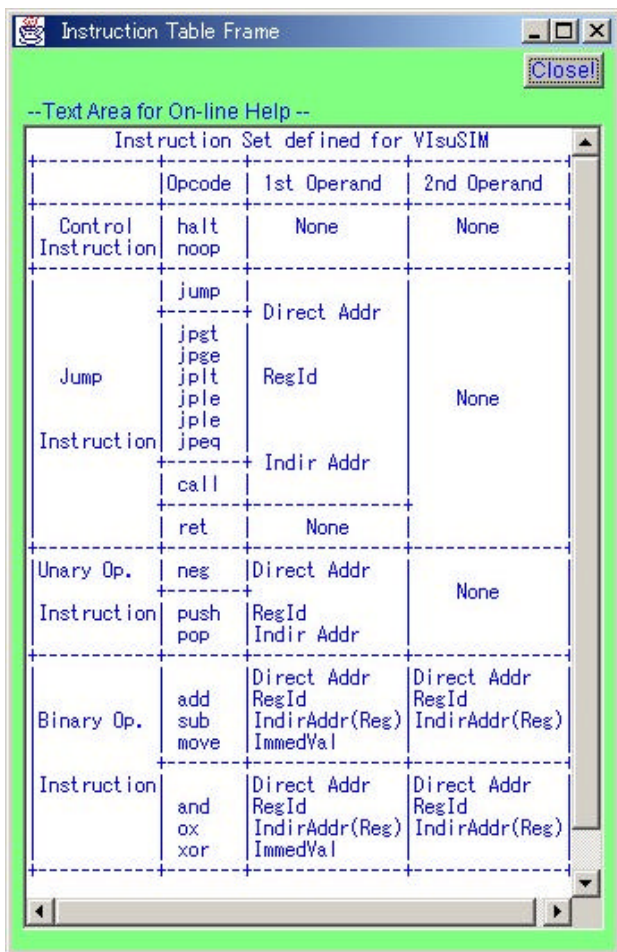 Instruction Table Frame
Close!
--Text Area for On-line Help --
Instruction Set defined for VIsuSIM
Opcode 1st Operand 2nd Operand
Control halt None None
Instruction noop
jump
Direct Addr
jpgt
jpge
Jump jplt RegId
jple None
jple
Instruction jpeq
Indir Addr
call
ret None
Unary Op. neg Direct Addr
None
Instruction push RegId
pop Indir Addr
Direct Addr Direct Addr
add RegId RegId
Binary Op. sub IndirAddr(Reg) IndirAddr(Reg)
move ImmedVal
Instruction Direct Addr Direct Addr
and RegId RegId
ox IndirAddr(Reg) IndirAddr(Reg)
xor ImmedVal